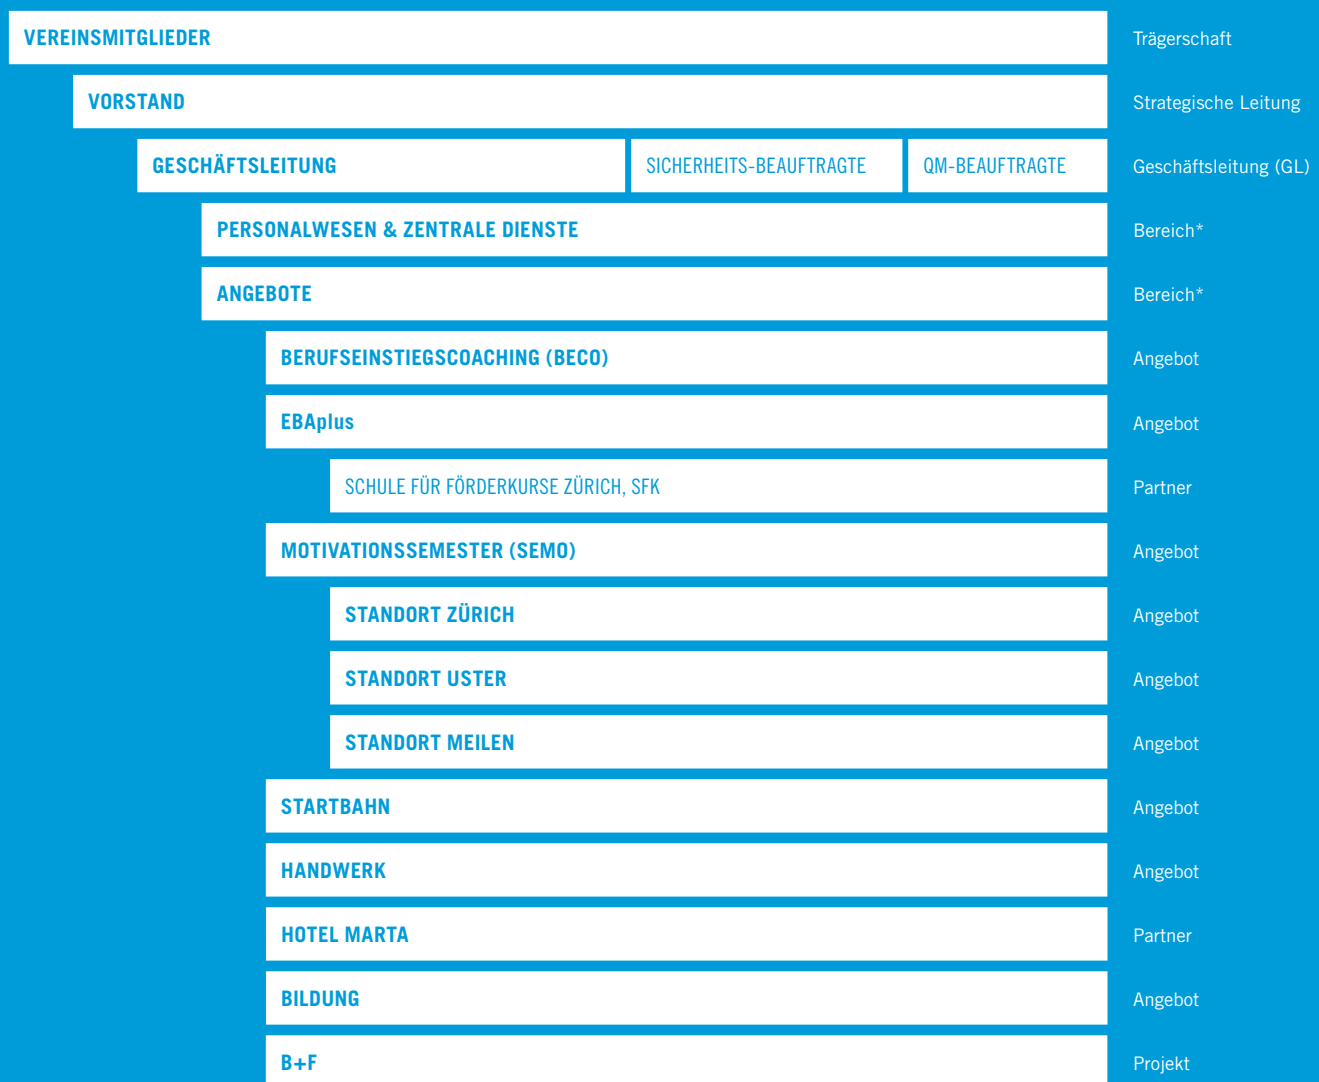 VEREINSMITGLIEDER Trägerschaft
VORSTAND Strategische Leitung
GESCHÄFTSLEITUNG SICHERHEITS-BEAUFTRAGTE QM-BEAUFTRAGTE Geschäftsleitung (GL)
PERSONALWESEN & ZENTRALE DIENSTE Bereich*
ANGEBOTE Bereich*
BERUFSEINSTIEGSCOACHING (BECO) Angebot
EBAplus Angebot
SCHULE FÜR FÖRDERKURSE ZÜRICH, SFK Partner
MOTIVATIONSSEMESTER (SEMO) Angebot
STANDORT ZÜRICH Angebot
STANDORT USTER Angebot
STANDORT MEILEN Angebot
STARTBAHN Angebot
HANDWERK Angebot
HOTEL MARTA Partner
BILDUNG Angebot
B+F Projekt